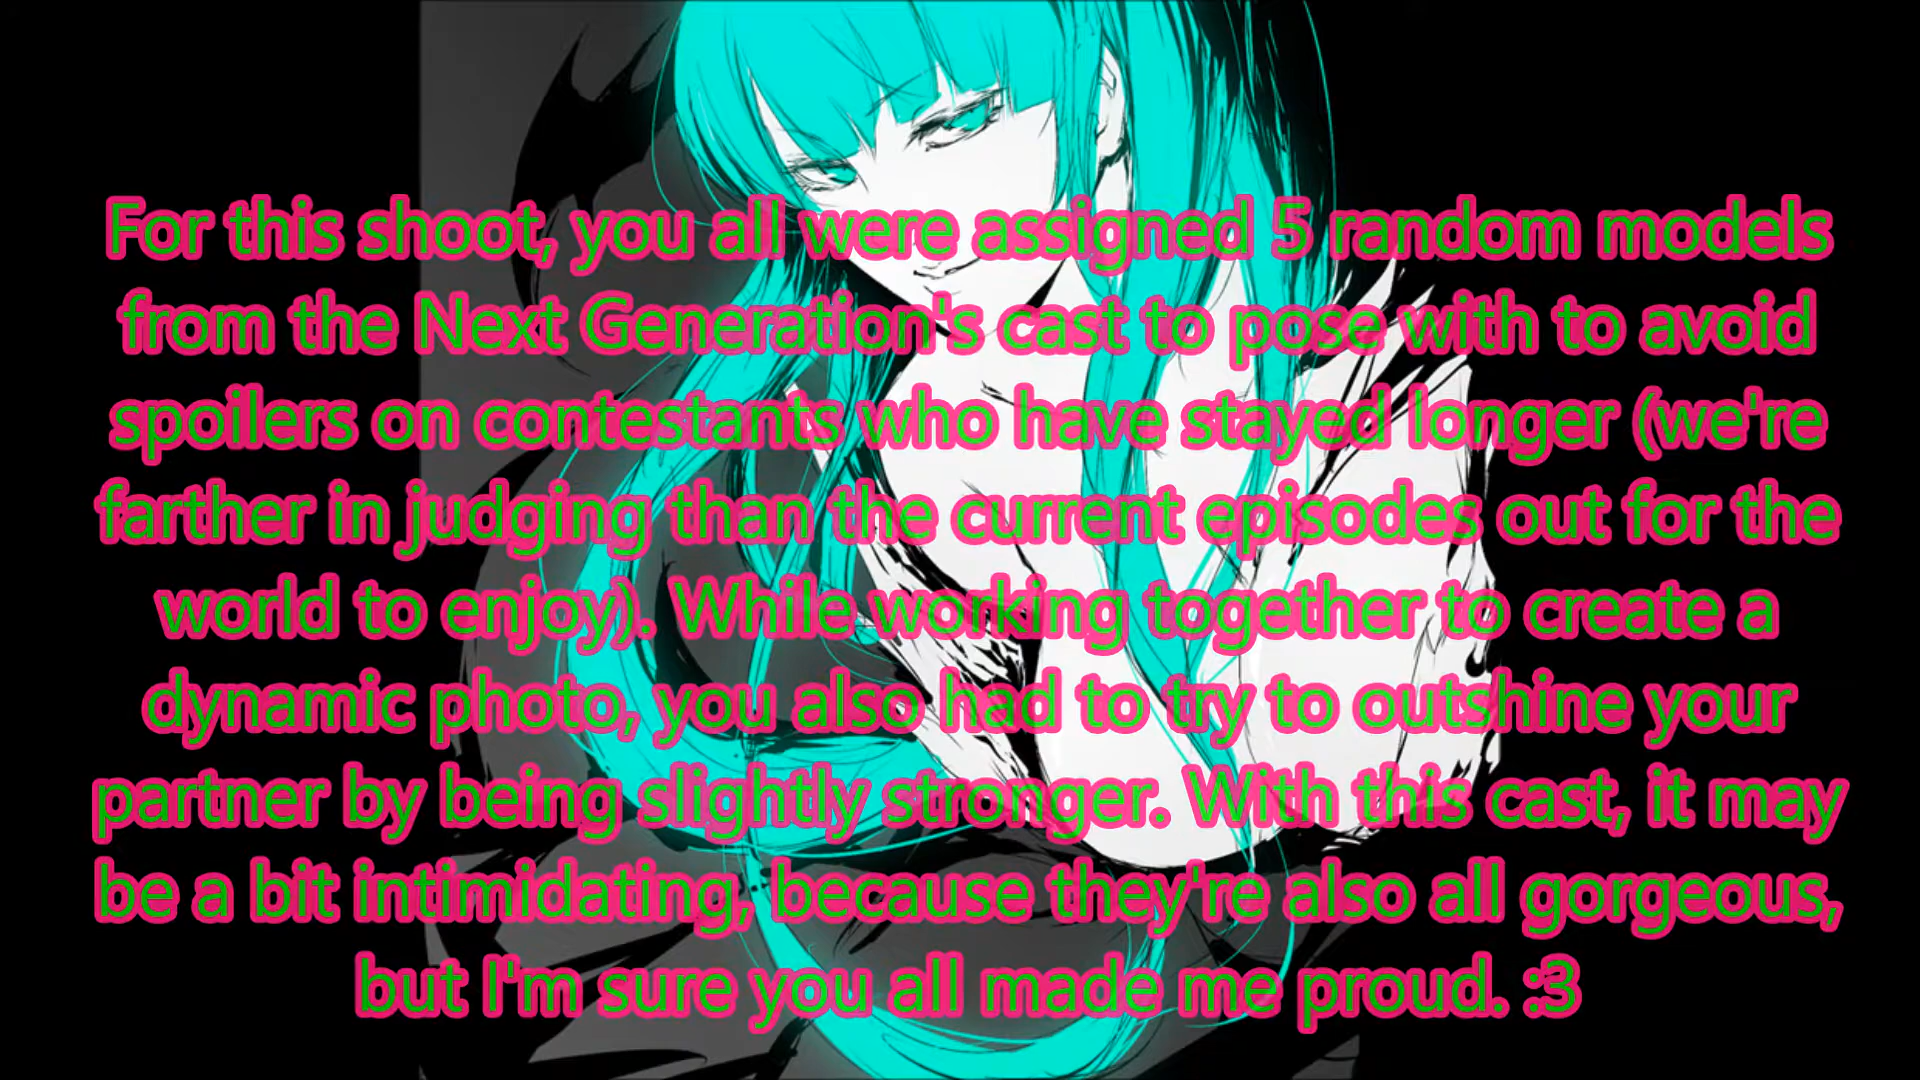 For this shoot, you all were assigned 5 random models
from the Next Generation's cast to pose with to avoid
spoilers on contestants who have stayed longer (we're
farther in judging than the current episodes out for the
world to enjoy). While working together to create a
dynamic photo, you also had to try to outshine your
partner by being slightly stronger. With this cast, it may
be a bit intimidating, because they're also all gorgeous,
but I'm sure you all made me proud. :3